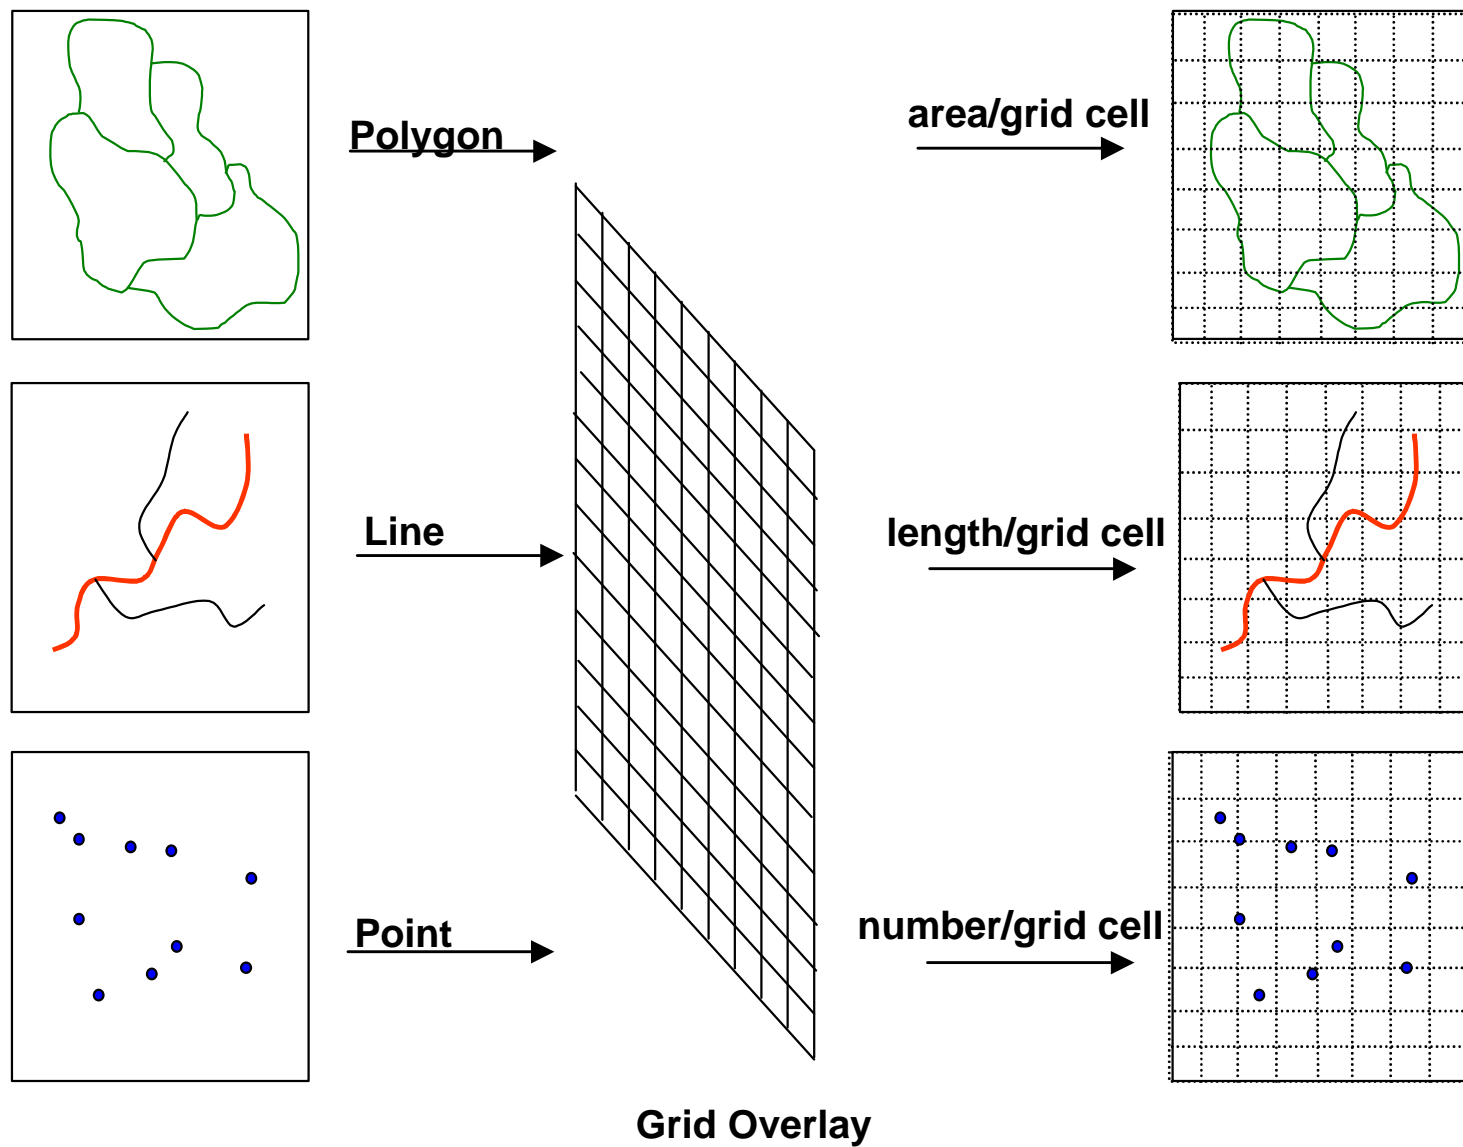 Polygon
area/grid cell
Line
length/grid cell
Point
number/grid cell
Grid Overlay